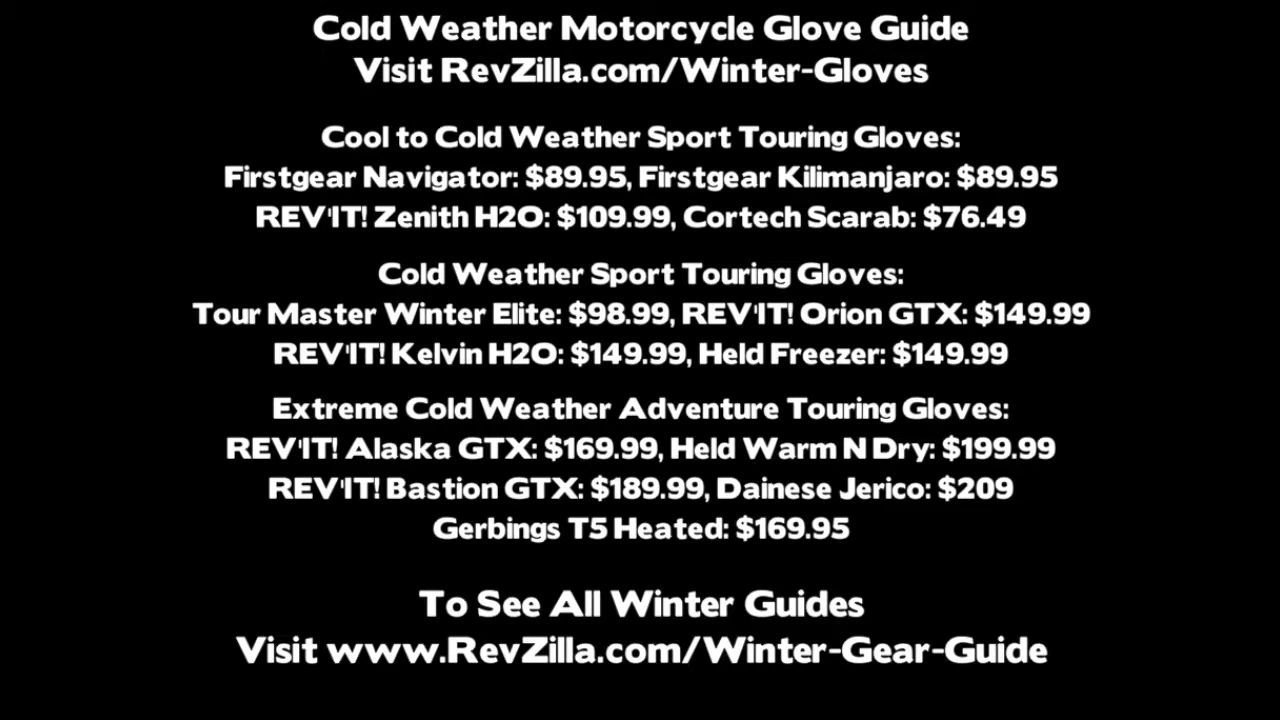 Cold Weather Motorcycle Glove Guide
Visit RevZilla.com/Winter-Gloves
Cool to Cold Weather Sport Touring Gloves:
Firstgear Navigator: $89.95, Firstgear Kilimanjaro: $89.95
REV'IT! Zenith H2O: $109.99, Cortech Scarab: $76.49
Cold Weather Sport Touring Gloves:
Tour Master Winter Elite: $98.99, REV'IT! Orion GTX: $149.99
REV'IT! Kelvin H2O: $149.99, Held Freezer: $149.99
Extreme Cold Weather Adventure Touring Gloves:
REV'IT! Alaska GTX: $169.99, Held Warm N Dry: $199.99
REV'IT! Bastion GTX: $189.99, Dainese Jerico: $209
Gerbings T5 Heated: $169.95
To See All Winter Guides
Visit www.RevZilla.com/Winter-Gear-Guide